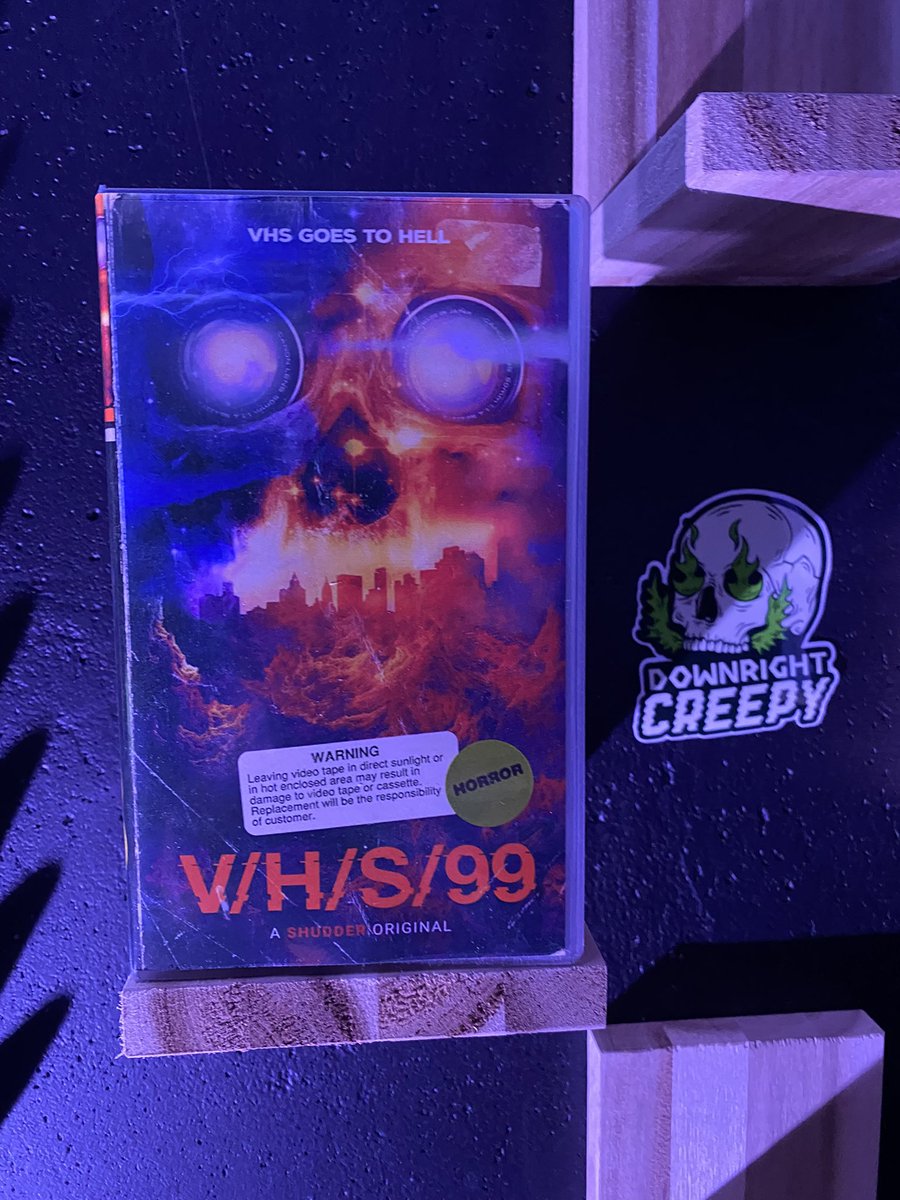 VHS GOES TO HELL
WARNING
Leaving video tape in direct sunlight or
in hot enclosed area may result in
damage to video tape or cassette.
Replacement will be the responsibility
of customer.
HORROR
V/H/S/99
A SHUDDER ORIGINAL
DOWNRIGHT
CREEPY